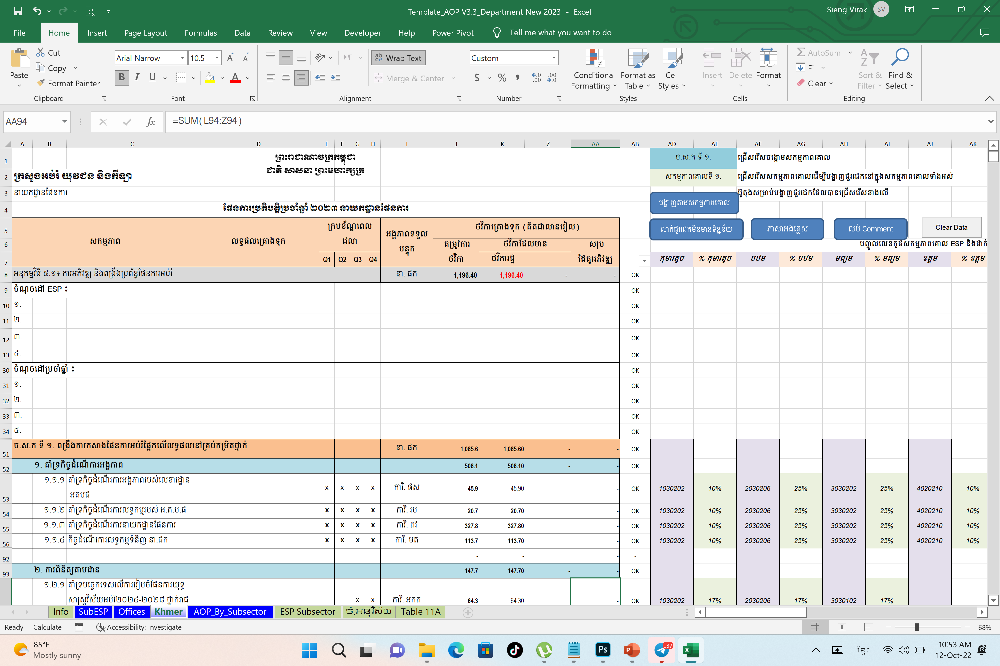 Template_AOP V3.3_Department New 2023 - Excel
Sieng Virak SV
File Home Insert Page Layout Formulas Data Review View Developer Help Power Pivot Tell me what you want to do
Paste Cut Copy Format Painter Clipboard
Arial Narrow 10.5 B I U Font
Wrap Text Merge & Center Alignment
Custom $ % Number
Conditional Formatting Format as Table Cell Styles Styles
Insert Delete Format Cells
AutoSum Fill Clear Sort & Filter Find & Select Editing
AA94 fx =SUM(L94:Z94)
A B C D E F G H I J K Z AA AB AD AE AF AG AH AI AJ AK
1 ព្រះរាជាណាចក្រកម្ពុជា ច.ស.ក ទី ១. ជ្រើសរើសចង្កោមសកម្មភាពគោល
ជាតិ សាសនា ព្រះមហាក្សត្រ
2 ក្រសួងអប់រំ យុវជន និងកីឡា សកម្មភាពគោលទី ១. ជ្រើសរើសសកម្មភាពគោលដើម្បីបង្ហាញជួរដេកនៅក្នុងសកម្មភាពគោលទាំងអស់
3 នាយកដ្ឋានផែនការ ប៊ូតុងសម្រាប់បង្ហាញជួរដេកដែលបានជ្រើសរើសខាងលើ
4 ផែនការប្រតិបត្តិប្រចាំឆ្នាំ ២០២៣ នាយកដ្ឋានផែនការ បង្ហាញតាមសកម្មភាពគោល
5 សកម្មភាព លទ្ធផលគ្រោងទុក ក្របខ័ណ្ឌពេលវេលា អង្គភាពទទួលបន្ទុក ថវិកាគ្រោងទុក (គិតជាលានរៀល) លាក់ជួរដេកមិនមានទិន្នន័យ ភាសាអង់គ្លេស លប់ Comment Clear Data
6 តម្រូវការថវិកា ថវិកាដែលមាន សរុបដៃគូអភិវឌ្ឍ បញ្ចូលលេខកូដសកម្មភាពគោល ESP និងដាក់
7 Q1 Q2 Q3 Q4 ថវិការដ្ឋ កុមារតូច % កុមារតូច បឋម % បឋម មធ្យម % មធ្យម ឧត្តម % ឧត្តម
8 អនុកម្មវិធី ៥.១៖ ការអភិវឌ្ឍ និងពង្រឹងប្រព័ន្ធផែនការអប់រំ នា. ផក 1,196.40 1,196.40 - - OK
9 ចំណុចដៅ ESP ៖ OK
10 ១. OK
11 ២. OK
12 ៣. OK
13 ៤. OK
30 ចំណុចដៅប្រចាំឆ្នាំ ៖ OK
31 ១. OK
32 ២. OK
33 ៣. OK
34 ៤. OK
51 ច.ស.ក ទី ១. ពង្រឹងការកសាងផែនការអប់រំផ្អែកលើលទ្ធផលនៅគ្រប់កម្រិតថ្នាក់ នា. ផក 1,085.6 1,085.60 - - OK
52 ១. គាំទ្រកិច្ចដំណើការអង្គភាព 508.1 508.10 - - OK
53 ១.១.១ គាំទ្រកិច្ចដំណើរការអង្គភាពរបស់លេខារដ្ឋាន អគបផ x x x x ការិ. ផស 45.9 45.90 - OK 1030202 10% 2030206 25% 3030202 25% 4020210 10%
54 ១.១.២ គាំទ្រកិច្ចដំណើរការលទ្ធកម្មរបស់ អ.គ.ប.ផ x x x x ការិ. រប 20.7 20.70 - OK 1030202 10% 2030206 25% 3030202 25% 4020210 10%
55 ១.១.៣ គាំទ្រកិច្ចដំណើរការនាយកដ្ឋានផែនការ x x x x ការិ. ពវ 327.8 327.80 - OK 1030202 10% 2030206 25% 3030202 25% 4020210 10%
56 ១.១.៤ កិច្ចដំណើរការលទ្ធកម្មទំនិញ នា.ផក x x x x ការិ. មត 113.7 113.70 - OK 1030202 10% 2030206 25% 3030202 25% 4020210 10%
92 - - - -
93 ២. ការពិនិត្យតាមដាន 147.7 147.70 - - OK
១.២.១ គាំទ្របច្ចេកទេសលើការរៀបចំផែនការយុទ្ធសាស្ត្រវិស័យអប់រំ២០២៤-២០២៨ ថ្នាក់រាជ x x ការិ. អកត 64.3 64.30 - OK 1030202 17% 2030206 17% 3030102 17%
Info SubESP Offices Khmer AOP_By_Subsector ESP Subsector ចំ.អនុវិស័យ Table 11A
Ready Calculate Accessibility: Investigate 68%
85°F
Mostly sunny
37
ខ្មែរ
10:53 AM
12-Oct-22